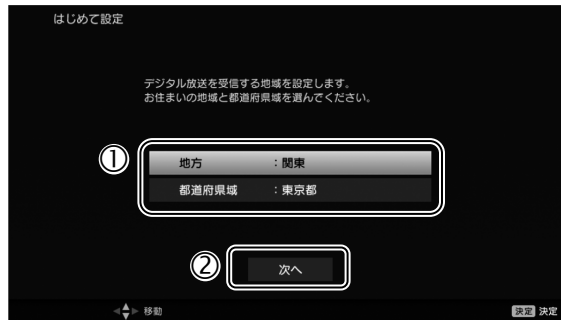 はじめて設定
デジタル放送を受信する地域を設定します。
お住まいの地域と都道府県域を選んでください。
①
地方 ：関東
都道府県域 ：東京都
②
次へ
移動
決定 決定